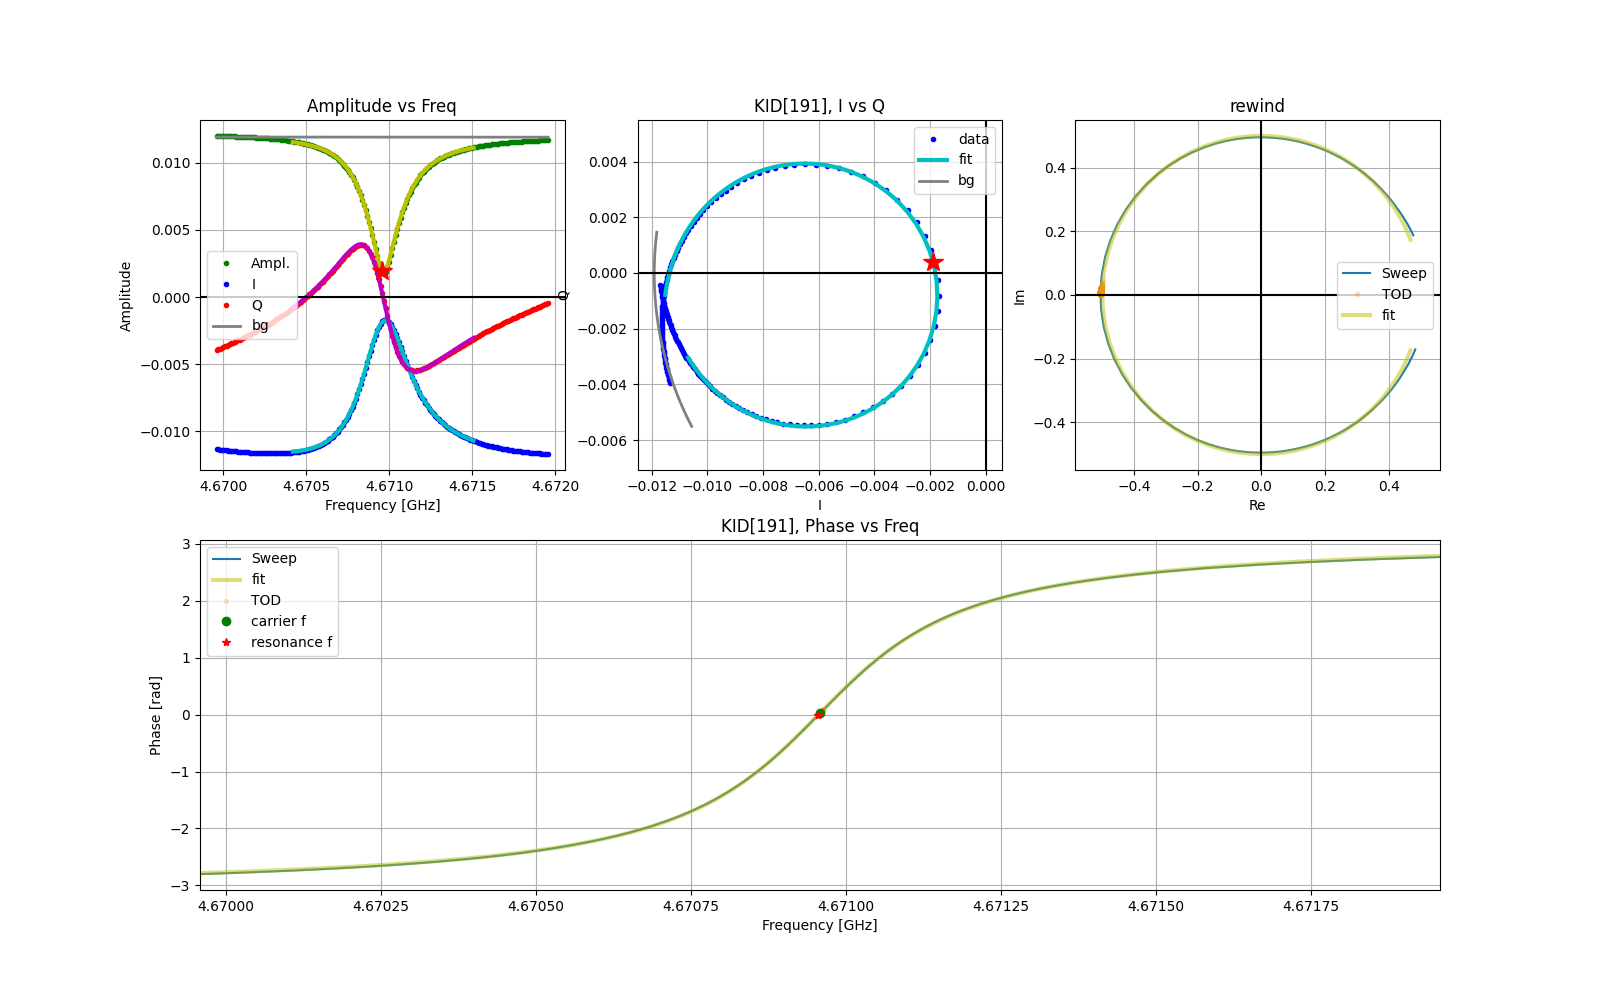 Amplitude vs Freq
Amplitude
0.010
0.005
0.000
−0.005
−0.010
Ampl.
I
Q
bg
4.6700 4.6705 4.6710 4.6715 4.6720
Frequency [GHz]
KID[191], I vs Q
Q
0.004
0.002
0.000
−0.002
−0.004
−0.006
data
fit
bg
−0.012 −0.010 −0.008 −0.006 −0.004 −0.002 0.000
I
rewind
Im
0.4
0.2
0.0
−0.2
−0.4
Sweep
TOD
fit
−0.4 −0.2 0.0 0.2 0.4
Re
KID[191], Phase vs Freq
Phase [rad]
3
2
1
0
−1
−2
−3
Sweep
fit
TOD
carrier f
resonance f
4.67000 4.67025 4.67050 4.67075 4.67100 4.67125 4.67150 4.67175
Frequency [GHz]